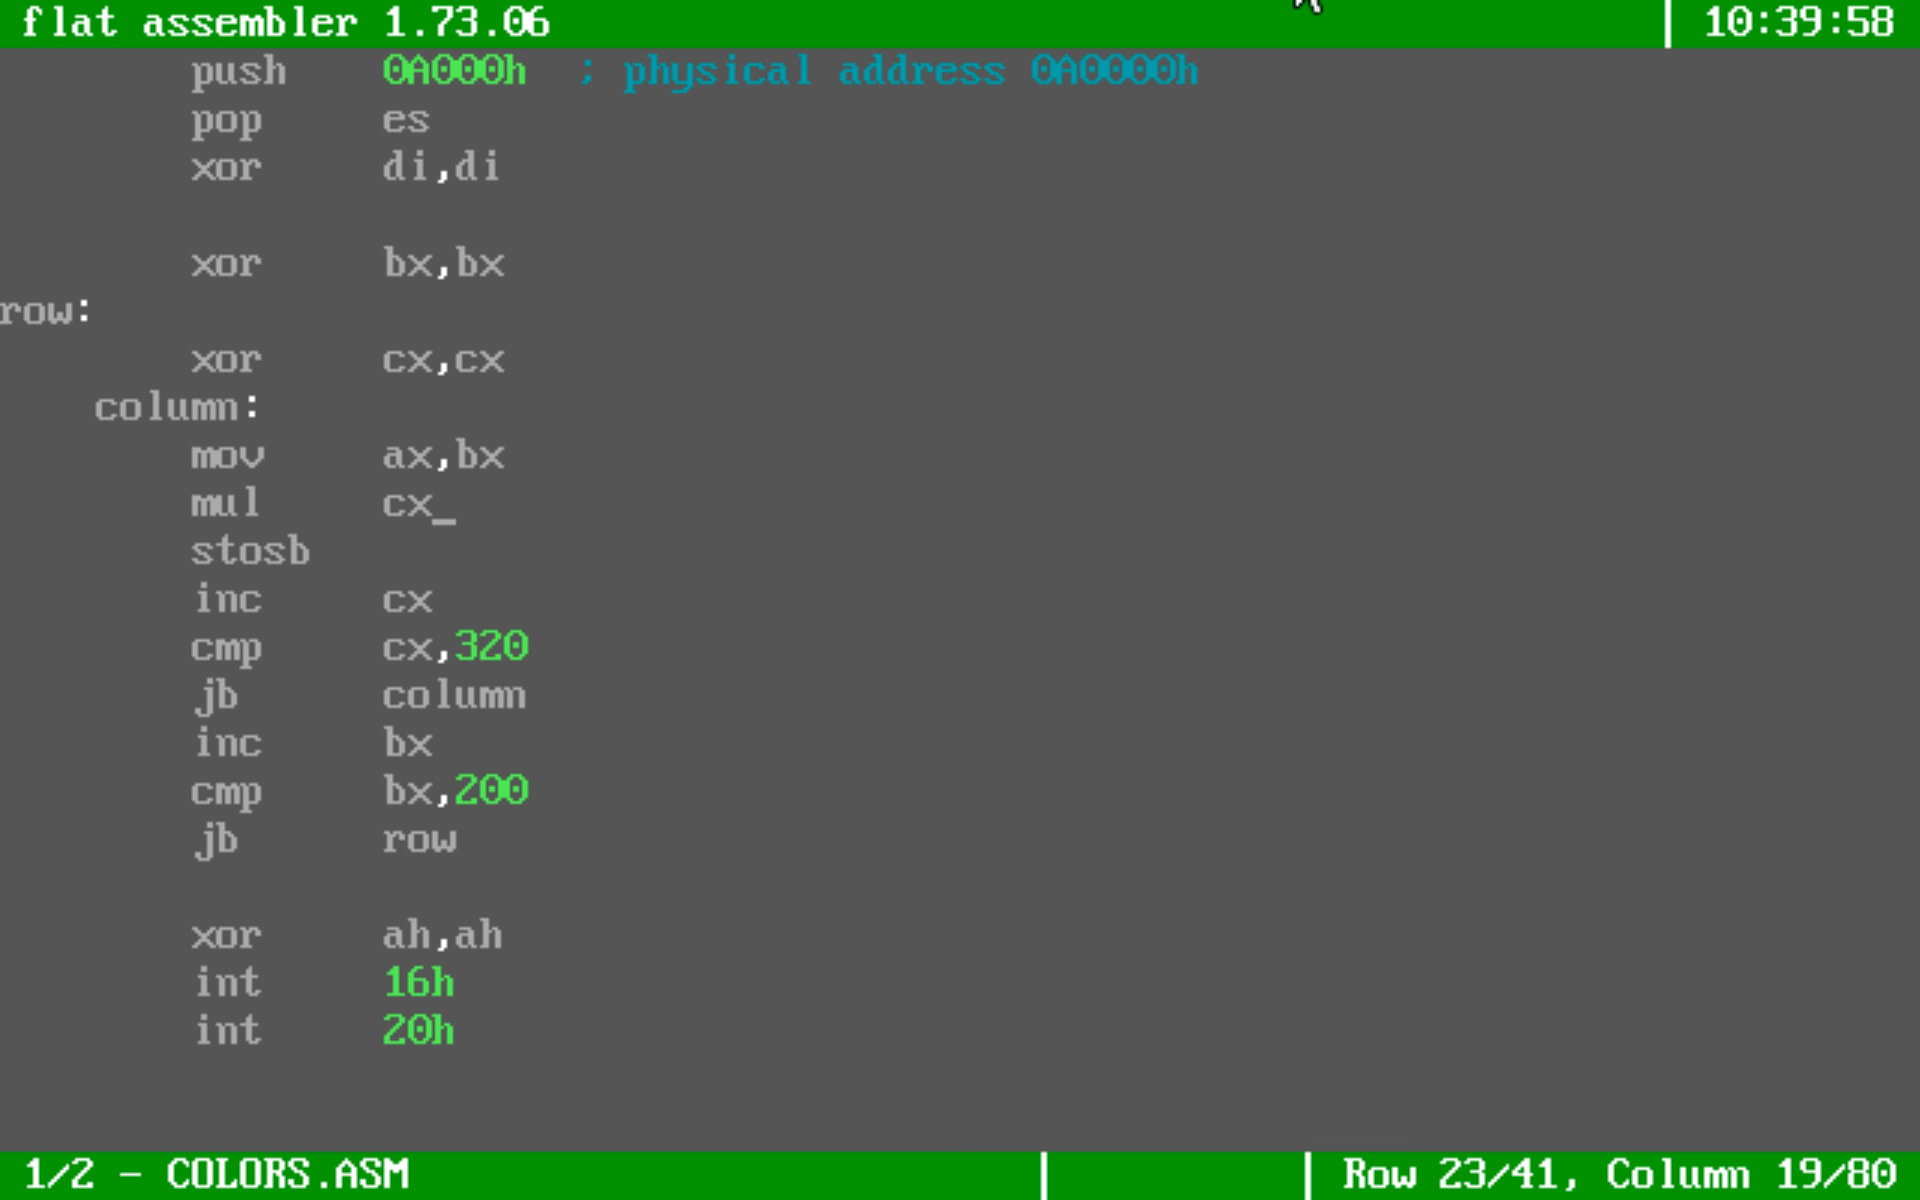 flat assembler 1.73.06 10:39:58
push 0A000h ; physical address 0A0000h
pop es
xor di,di
xor bx,bx
row:
xor cx,cx
column:
mov ax,bx
mul cx_
stosb
inc cx
cmp cx,320
jb column
inc bx
cmp bx,200
jb row
xor ah,ah
int 16h
int 20h
1/2 - COLORS.ASM Row 23/41, Column 19/80